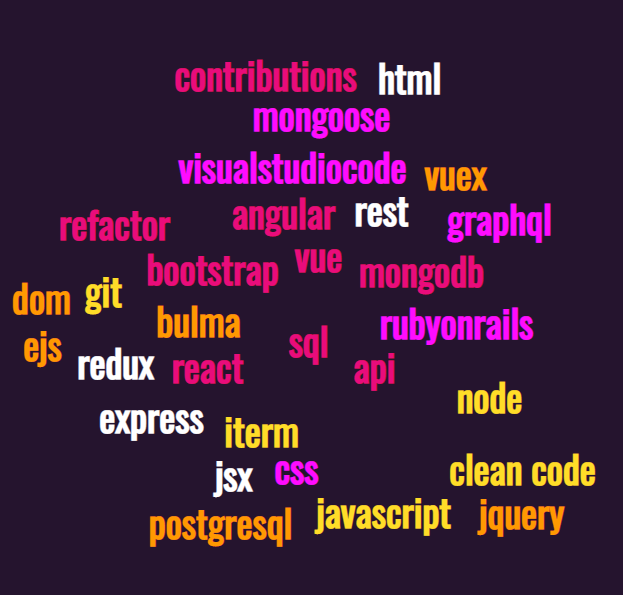 contributions html
mongoose
visualstudiocode vuex
refactor angular rest graphql
bootstrap vue mongodb
dom git
bulma sql rubyonrails
ejs redux react api
node
express iterm
jsx css clean code
postgresql javascript jquery